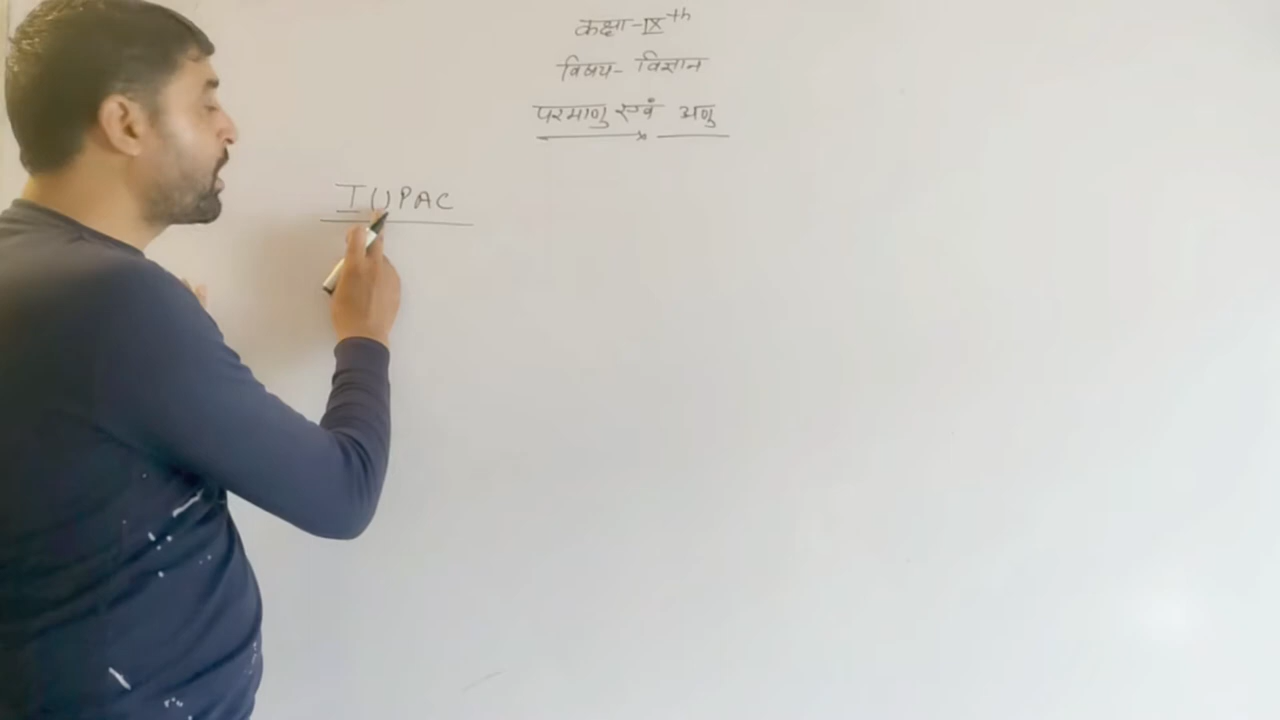 कक्षा-IXth
विषय- विज्ञान
परमाणु एवं अणु
IUPAC